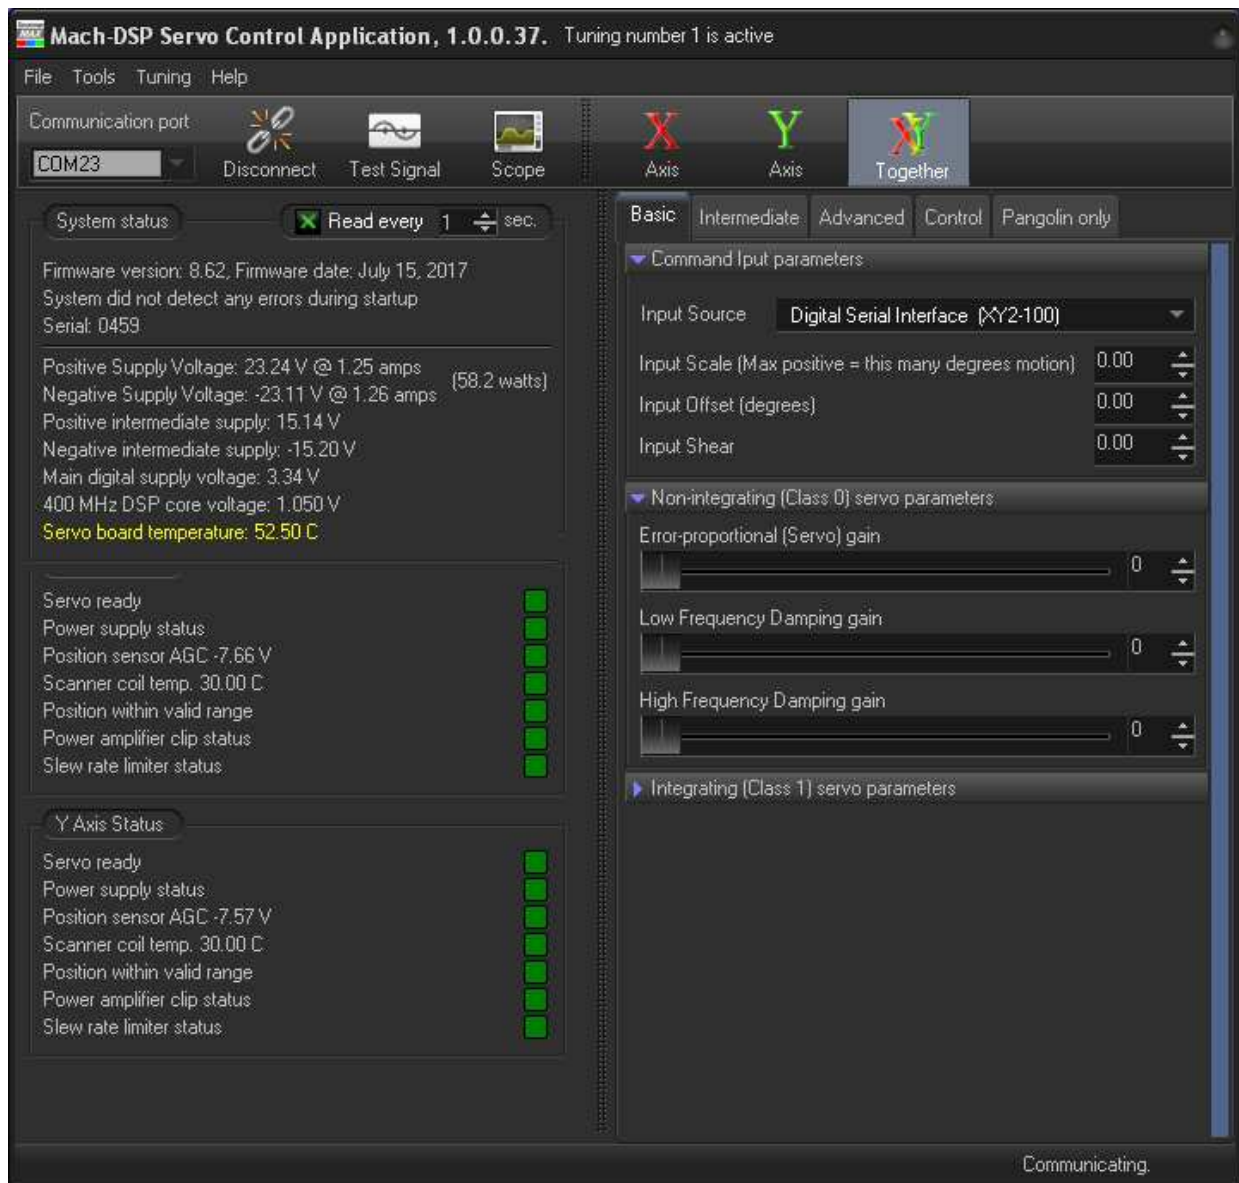 Mach-DSP Servo Control Application, 1.0.0.37. Tuning number 1 is active
File Tools Tuning Help
Communication port
COM23
Disconnect
Test Signal
Scope
X
Axis
Y
Axis
XY
Together
System status
Read every 1 sec.
Firmware version: 8.62, Firmware date: July 15, 2017
System did not detect any errors during startup
Serial: 0459
Positive Supply Voltage: 23.24 V @ 1.25 amps
Negative Supply Voltage: -23.11 V @ 1.26 amps
(58.2 watts)
Positive intermediate supply: 15.14 V
Negative intermediate supply: -15.20 V
Main digital supply voltage: 3.34 V
400 MHz DSP core voltage: 1.050 V
Servo board temperature: 52.50 C
Servo ready
Power supply status
Position sensor AGC -7.66 V
Scanner coil temp. 30.00 C
Position within valid range
Power amplifier clip status
Slew rate limiter status
Y Axis Status
Servo ready
Power supply status
Position sensor AGC -7.57 V
Scanner coil temp. 30.00 C
Position within valid range
Power amplifier clip status
Slew rate limiter status
Basic Intermediate Advanced Control Pangolin only
Command Iput parameters
Input Source Digital Serial Interface (XY2-100)
Input Scale (Max positive = this many degrees motion) 0.00
Input Offset (degrees) 0.00
Input Shear 0.00
Non-integrating (Class 0) servo parameters
Error-proportional (Servo) gain
0
Low Frequency Damping gain
0
High Frequency Damping gain
0
Integrating (Class 1) servo parameters
Communicating.